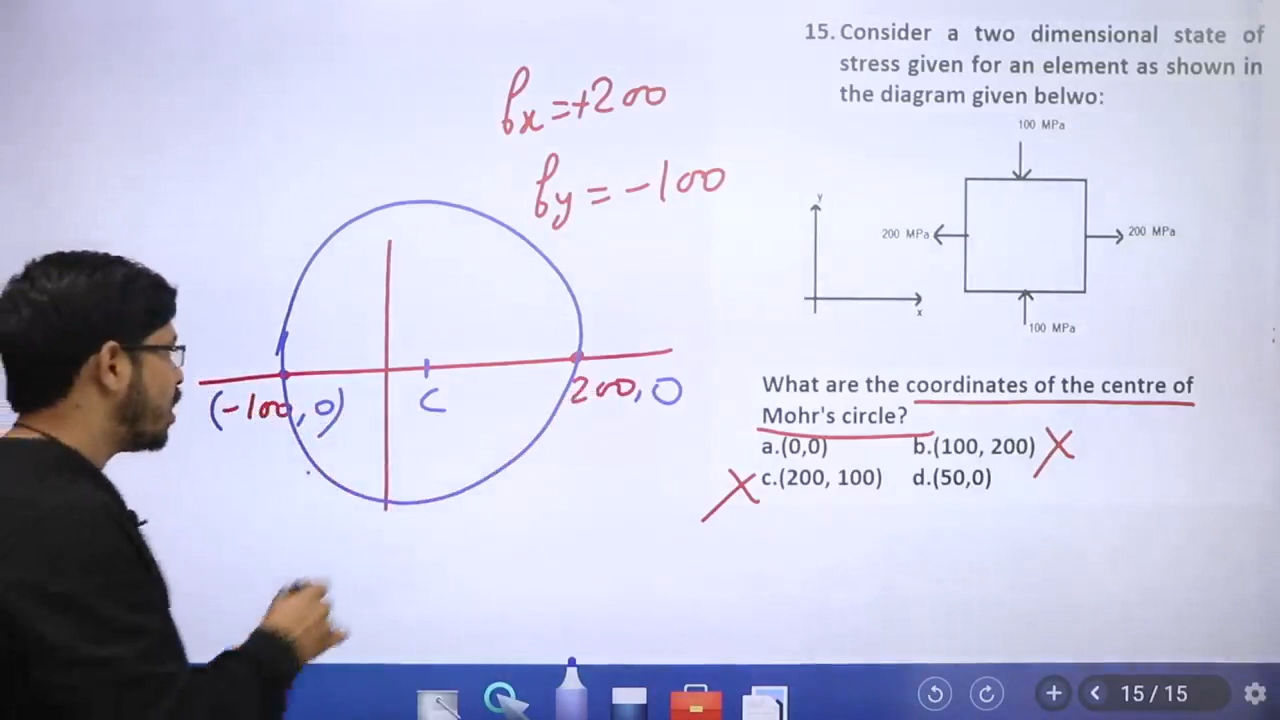 fx = +200
fy = -100
(-100, 0)
C
200, 0
15. Consider a two dimensional state of
stress given for an element as shown in
the diagram given belwo:
100 MPa
y
200 MPa
200 MPa
x
100 MPa
What are the coordinates of the centre of
Mohr's circle?
a.(0,0) b.(100, 200)
c.(200, 100) d.(50,0)
15 / 15